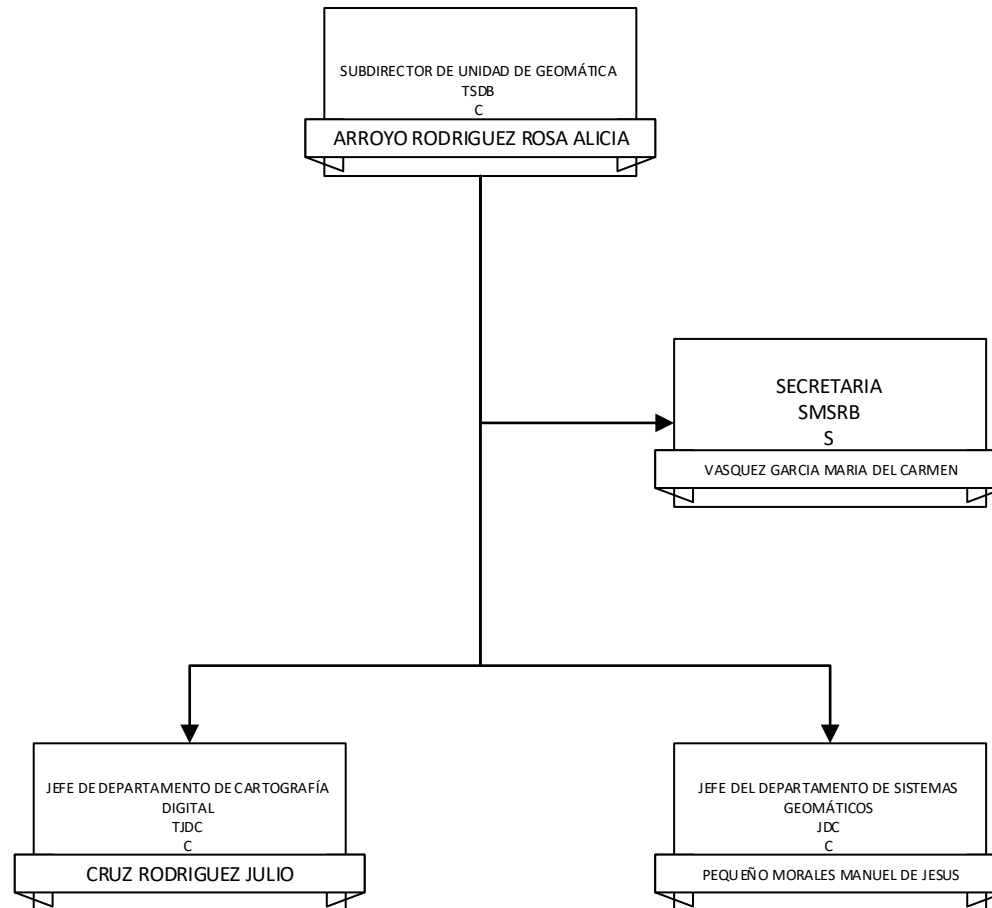 SUBDIRECTOR DE UNIDAD DE GEOMÁTICA
TSDB
C
ARROYO RODRIGUEZ ROSA ALICIA
SECRETARIA
SMSRB
S
VASQUEZ GARCIA MARIA DEL CARMEN
JEFE DE DEPARTAMENTO DE CARTOGRAFÍA
DIGITAL
TJDC
C
CRUZ RODRIGUEZ JULIO
JEFE DEL DEPARTAMENTO DE SISTEMAS
GEOMÁTICOS
JDC
C
PEQUEÑO MORALES MANUEL DE JESUS